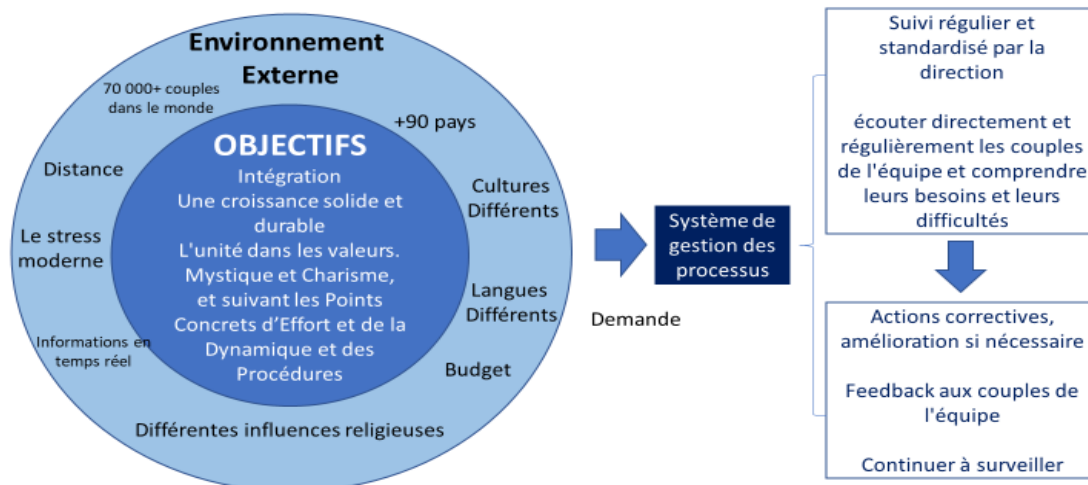 Environnement
Externe
70 000+ couples
dans le monde
+90 pays
Distance
Cultures
Différents
Le stress
moderne
Langues
Différents
Informations en
temps réel
Budget
Différentes influences religieuses
OBJECTIFS
Intégration
Une croissance solide et
durable
L'unité dans les valeurs.
Mystique et Charisme,
et suivant les Points
Concrets d’Effort et de la
Dynamique et des
Procédures
Demande
Système de
gestion des
processus
Suivi régulier et
standardisé par la
direction
écouter directement et
régulièrement les couples
de l'équipe et comprendre
leurs besoins et leurs
difficultés
Actions correctives,
amélioration si nécessaire
Feedback aux couples de
l'équipe
Continuer à surveiller